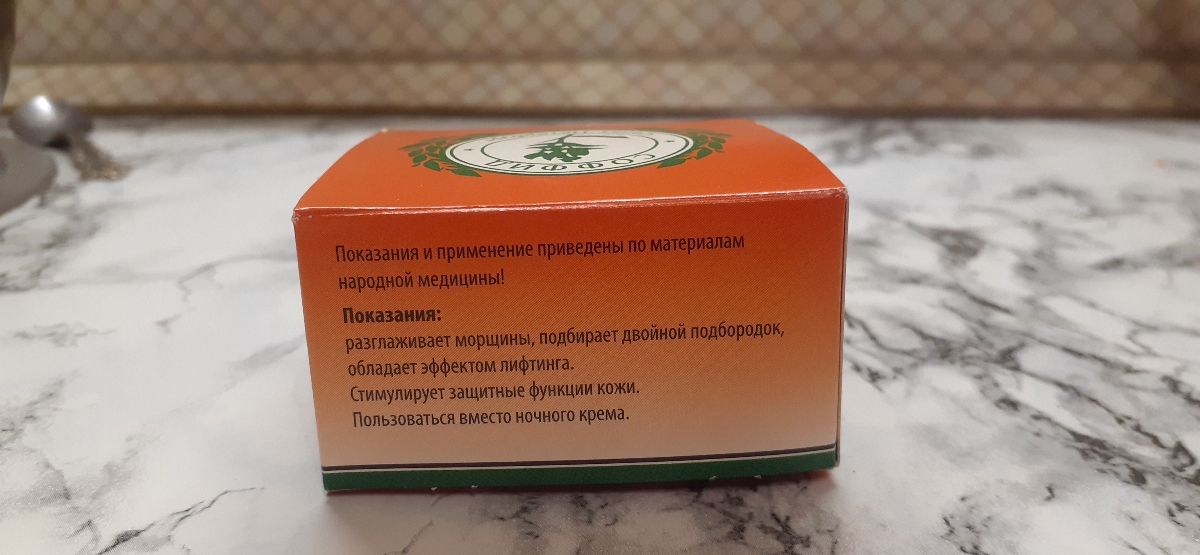 СОФФИЙ
Показания и применение приведены по материалам
народной медицины!
Показания:
разглаживает морщины, подбирает двойной подбородок,
обладает эффектом лифтинга.
Стимулирует защитные функции кожи.
Пользоваться вместо ночного крема.